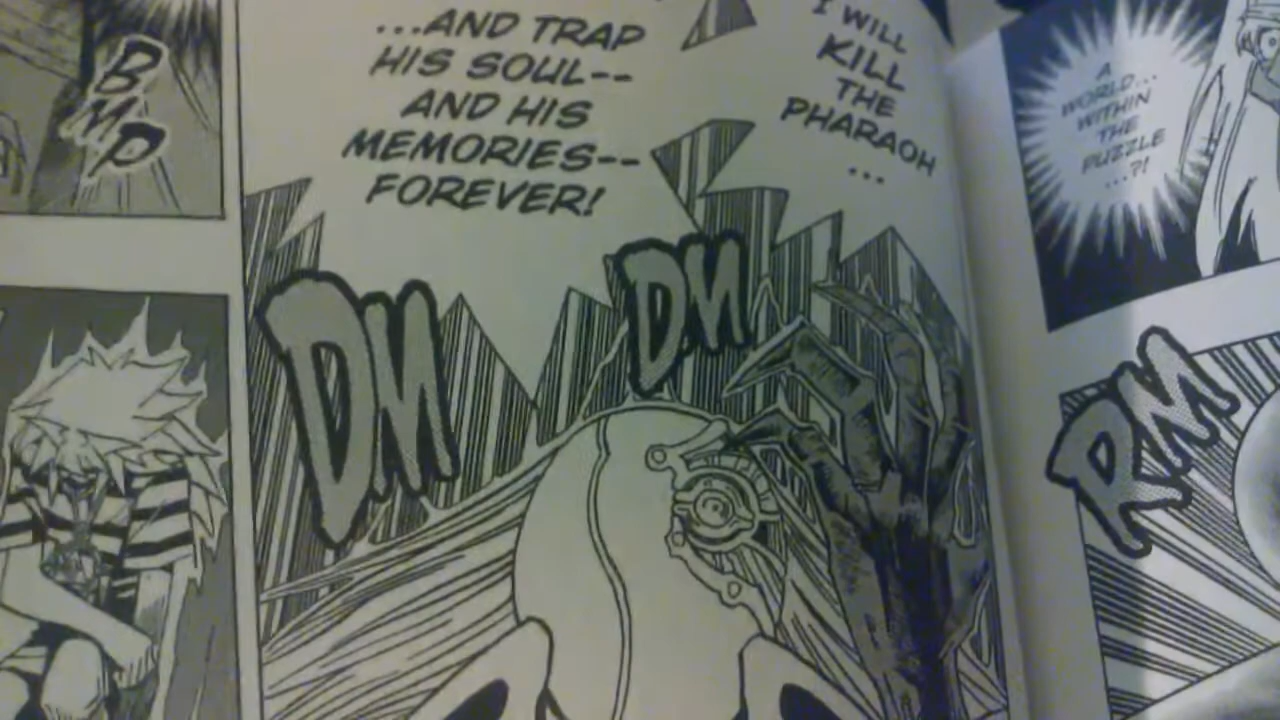 BMP
I WILL
KILL
THE
PHARAOH
...
...AND TRAP
HIS SOUL--
AND HIS
MEMORIES--
FOREVER!
DM
DM
A
WORLD...
WITHIN
THE
PUZZLE
...?!
RM